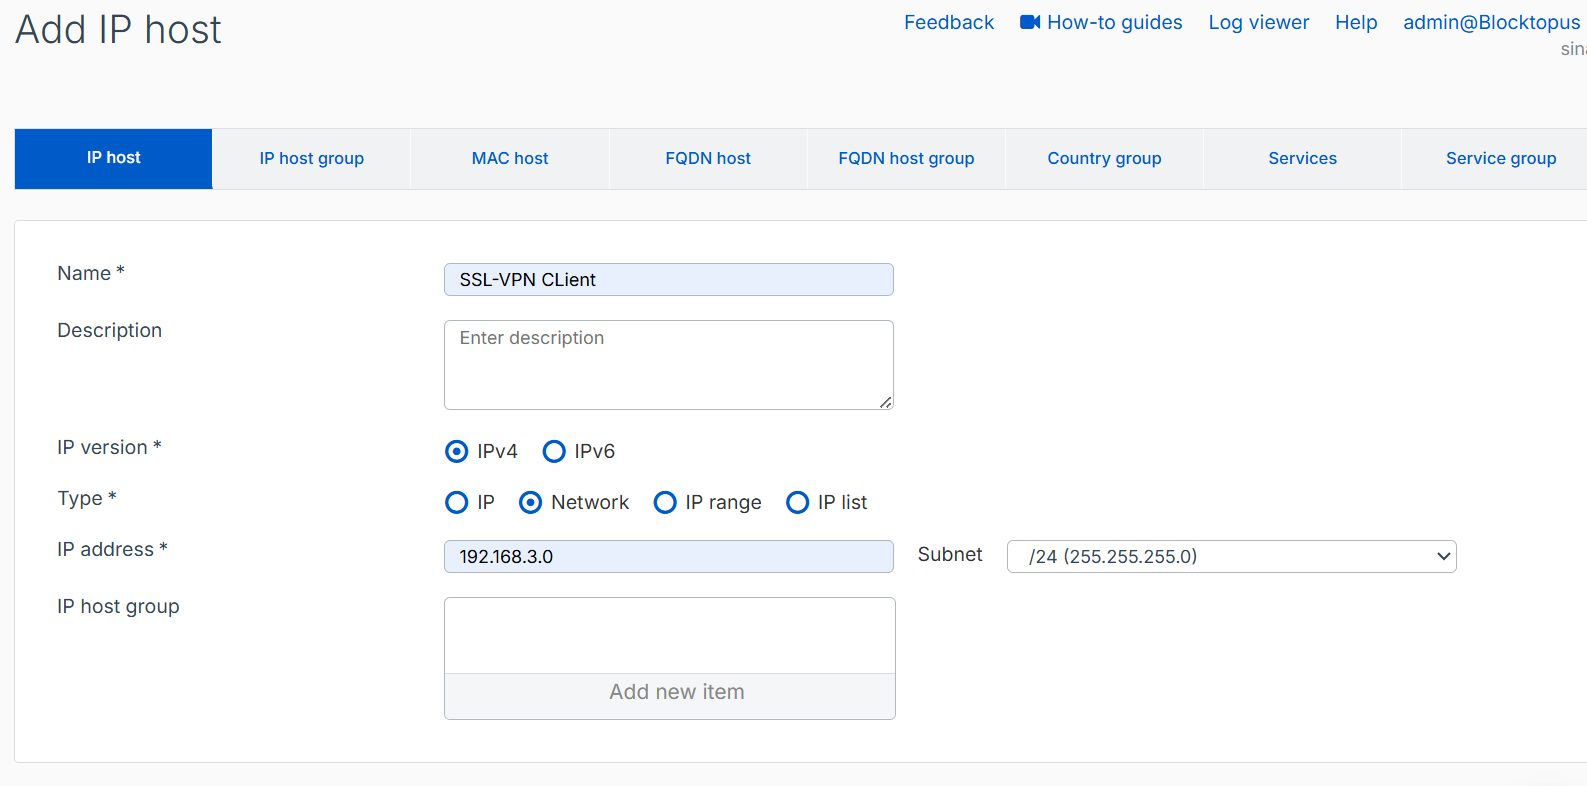 Add IP host
Feedback How-to guides Log viewer Help admin@Blocktopus
IP host IP host group MAC host FQDN host FQDN host group Country group Services Service group
Name * SSL-VPN CLient
Description Enter description
IP version * IPv4 IPv6
Type * IP Network IP range IP list
IP address * 192.168.3.0 Subnet /24 (255.255.255.0)
IP host group
Add new item